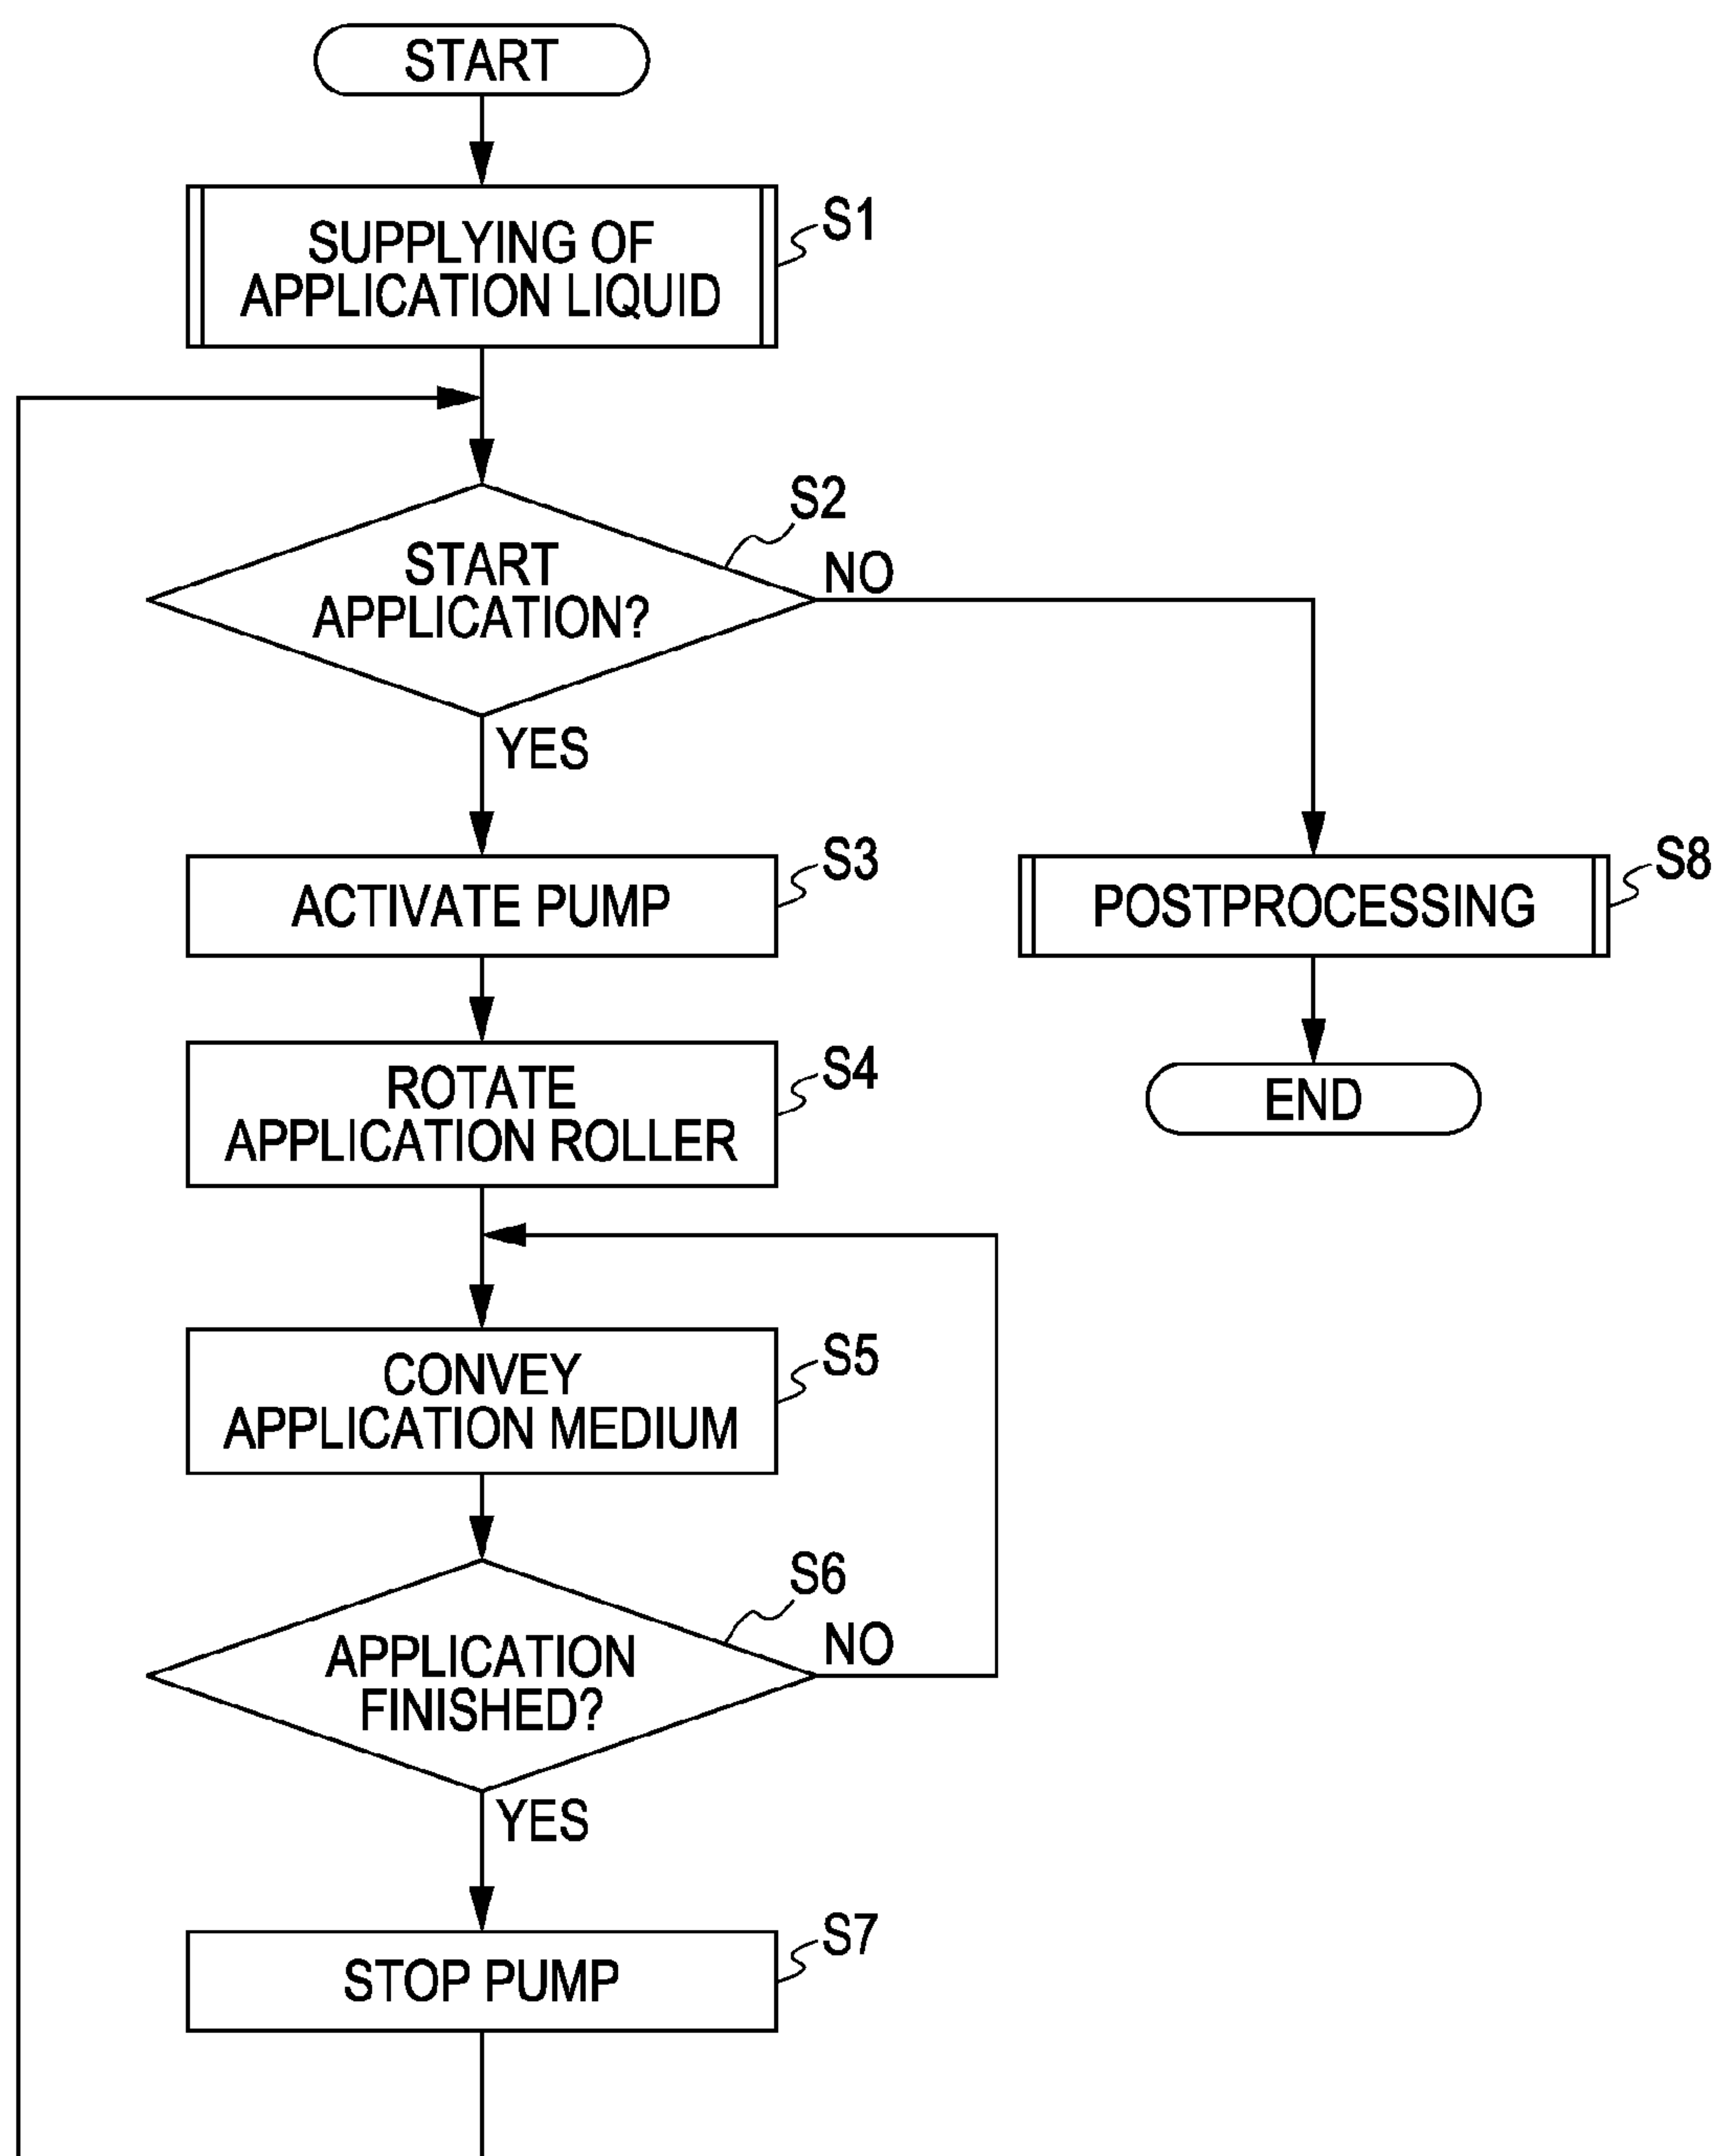 START
SUPPLYING OF
APPLICATION LIQUID
S1
START
APPLICATION?
S2
NO
YES
ACTIVATE PUMP
S3
POSTPROCESSING
S8
ROTATE
APPLICATION ROLLER
S4
END
CONVEY
APPLICATION MEDIUM
S5
APPLICATION
FINISHED?
S6
NO
YES
STOP PUMP
S7